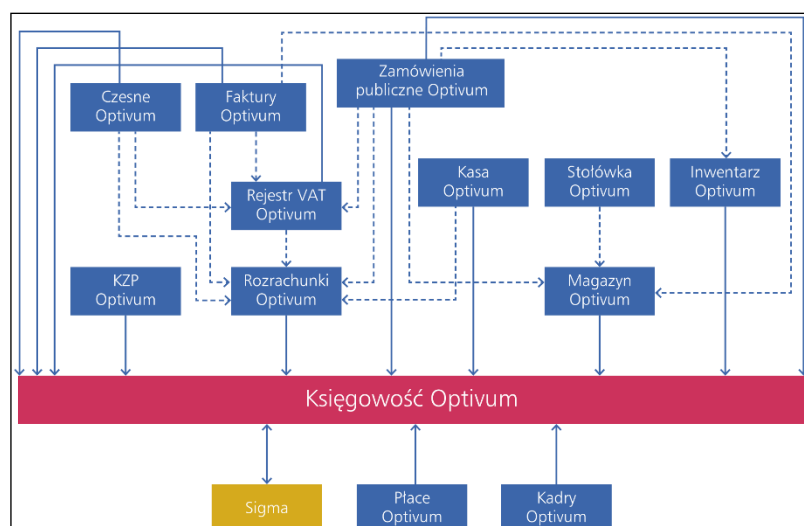 Zamówienia
publiczne Optivum
Czesne
Optivum
Faktury
Optivum
Rejestr VAT
Optivum
Kasa
Optivum
Stołówka
Optivum
Inwentarz
Optivum
KZP
Optivum
Rozrachunki
Optivum
Magazyn
Optivum
Księgowość Optivum
Sigma
Płace
Optivum
Kadry
Optivum